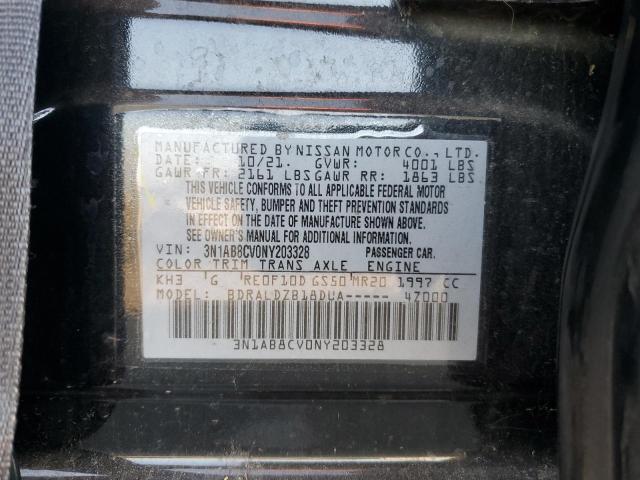 MANUFACTURED BY NISSAN MOTOR CO., LTD.
DATE: 10/21. GVWR: 4001 LBS
GAWR FR: 2161 LBS GAWR RR: 1863 LBS
THIS VEHICLE CONFORMS TO ALL APPLICABLE FEDERAL MOTOR
VEHICLE SAFETY, BUMPER AND THEFT PREVENTION STANDARDS
IN EFFECT ON THE DATE OF MANUFACTURE SHOWN ABOVE.
SEE OWNER'S MANUAL FOR ADDITIONAL INFORMATION.
VIN: 3N1AB8CV0NY203328 PASSENGER CAR.
COLOR TRIM TRANS AXLE ENGINE
KH3 G RE0F10D GS50 MR20 1997 CC
MODEL: BDRALDZB18DUA----- 4Z000
3N1AB8CV0NY203328